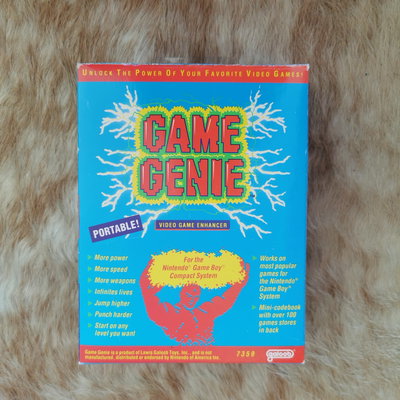 UNLOCK THE POWER OF YOUR FAVORITE VIDEO GAMES!
GAME
GENIE
PORTABLE!
VIDEO GAME ENHANCER
More power
More speed
More weapons
Infinite lives
Jump higher
Punch harder
Start on any
level you want
For the
Nintendo® Game Boy®
Compact System
Works on
most popular
games for
the Nintendo®
Game Boy®
System
Mini-codebook
with over 100
games stores
in back
Game Genie is a product of Lewis Galoob Toys, Inc., and is not
manufactured, distributed or endorsed by Nintendo of America Inc.
7359
galoob